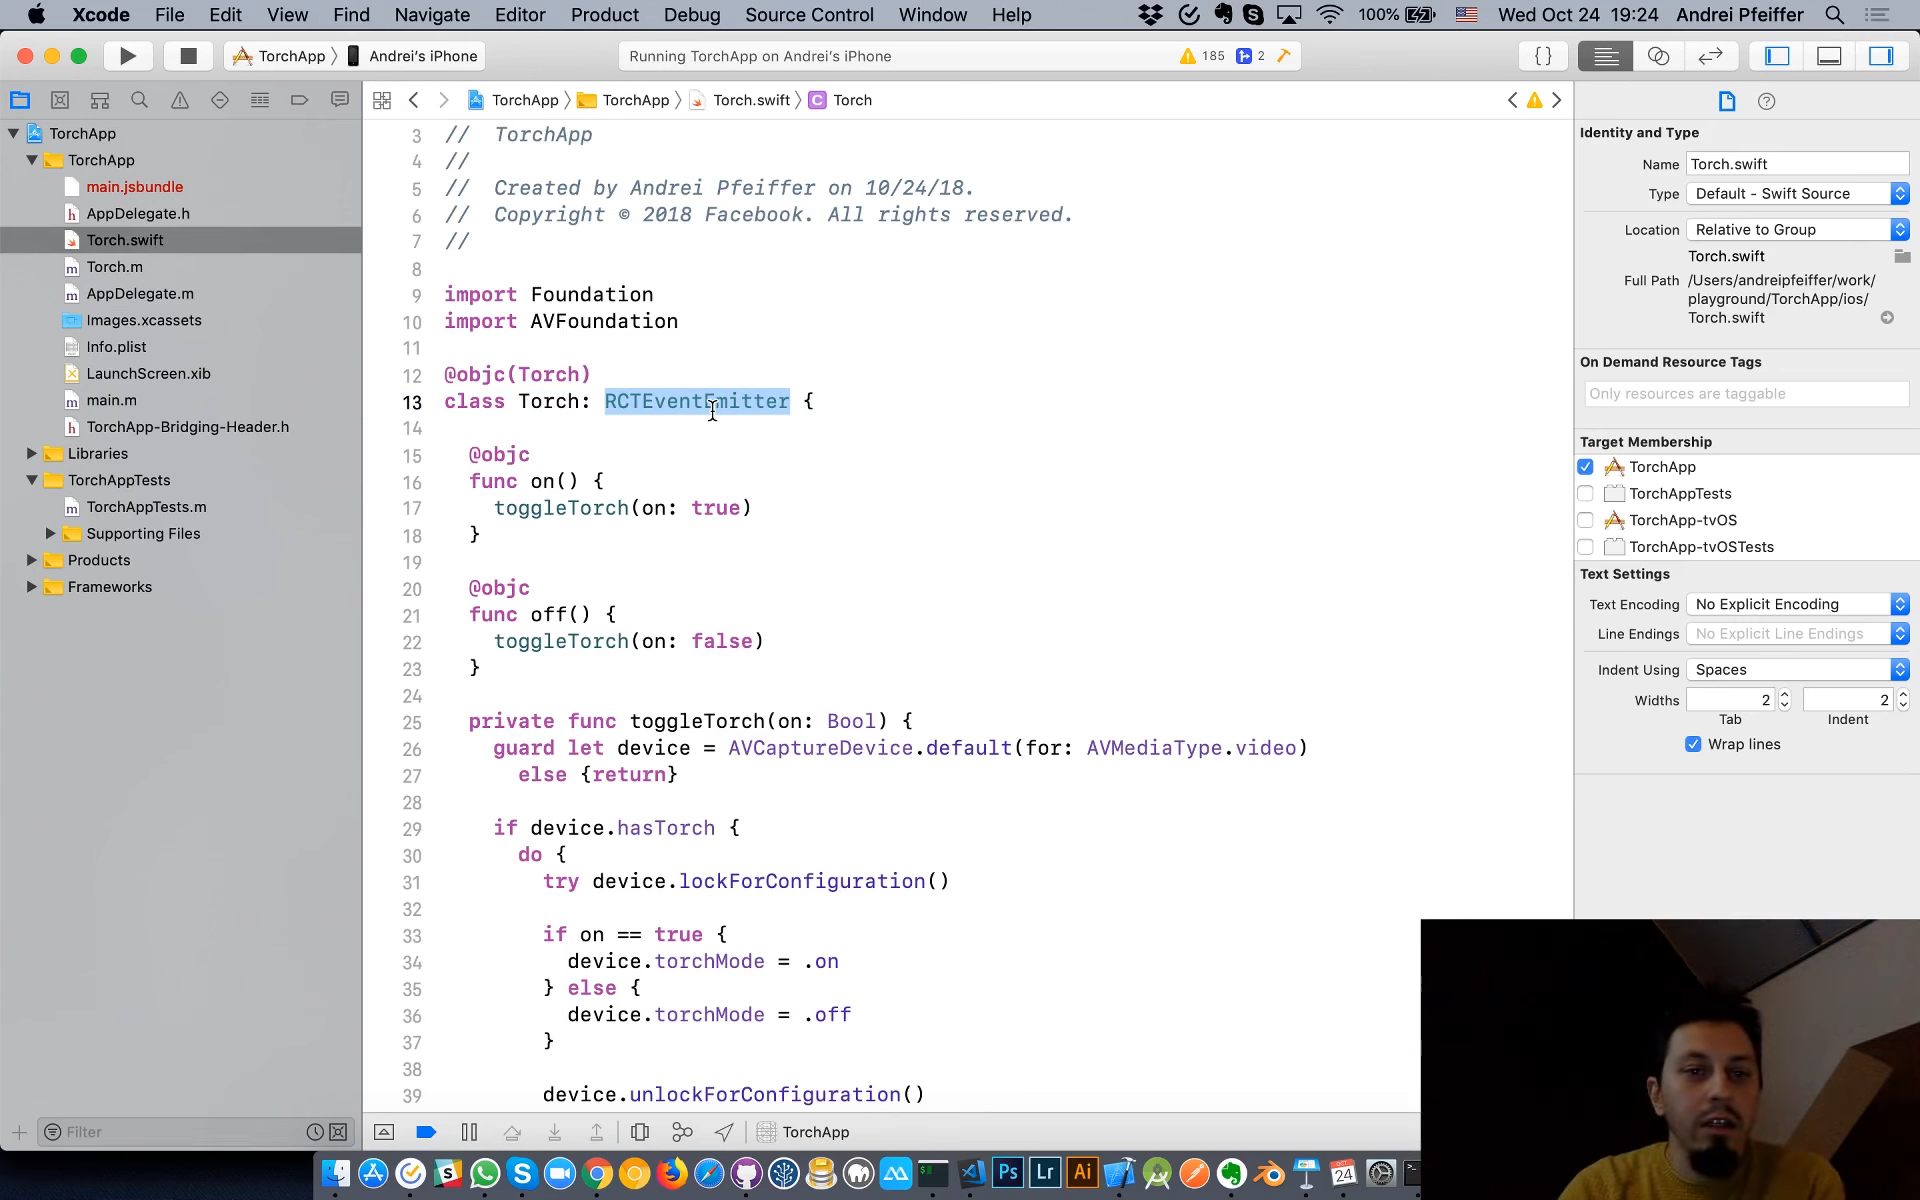 Xcode File Edit View Find Navigate Editor Product Debug Source Control Window Help 100% Wed Oct 24 19:24 Andrei Pfeiffer
TorchApp Andrei's iPhone Running TorchApp on Andrei's iPhone 185 2 { }
TorchApp TorchApp Torch.swift C Torch
TorchApp
TorchApp
main.jsbundle
h AppDelegate.h
Torch.swift
m Torch.m
m AppDelegate.m
Images.xcassets
Info.plist
LaunchScreen.xib
m main.m
h TorchApp-Bridging-Header.h
Libraries
TorchAppTests
m TorchAppTests.m
Supporting Files
Products
Frameworks
Filter
3 // TorchApp
4 //
5 // Created by Andrei Pfeiffer on 10/24/18.
6 // Copyright © 2018 Facebook. All rights reserved.
7 //
8
9 import Foundation
10 import AVFoundation
11
12 @objc(Torch)
13 class Torch: RCTEventEmitter {
14
15 @objc
16 func on() {
17 toggleTorch(on: true)
18 }
19
20 @objc
21 func off() {
22 toggleTorch(on: false)
23 }
24
25 private func toggleTorch(on: Bool) {
26 guard let device = AVCaptureDevice.default(for: AVMediaType.video)
27 else {return}
28
29 if device.hasTorch {
30 do {
31 try device.lockForConfiguration()
32
33 if on == true {
34 device.torchMode = .on
35 } else {
36 device.torchMode = .off
37 }
38
39 device.unlockForConfiguration()
TorchApp
Identity and Type
Name Torch.swift
Type Default - Swift Source
Location Relative to Group
Torch.swift
Full Path /Users/andreipfeiffer/work/
playground/TorchApp/ios/
Torch.swift
On Demand Resource Tags
Only resources are taggable
Target Membership
TorchApp
TorchAppTests
TorchApp-tvOS
TorchApp-tvOSTests
Text Settings
Text Encoding No Explicit Encoding
Line Endings No Explicit Line Endings
Indent Using Spaces
Widths 2 2
Tab Indent
Wrap lines
Ps Lr Ai 24